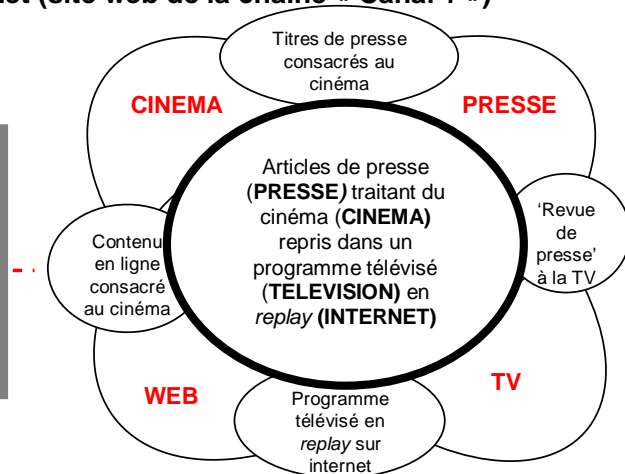 (site web de la chaîne « Canal + »)
Titres de presse
consacrés au
cinéma
CINEMA
PRESSE
Articles de presse
(PRESSE) traitant du
cinéma (CINEMA)
repris dans un
programme télévisé
(TELEVISION) en
replay (INTERNET)
Contenu
en ligne
consacré
au cinéma
'Revue
de
presse'
à la TV
WEB
TV
Programme
télévisé en
replay sur
internet